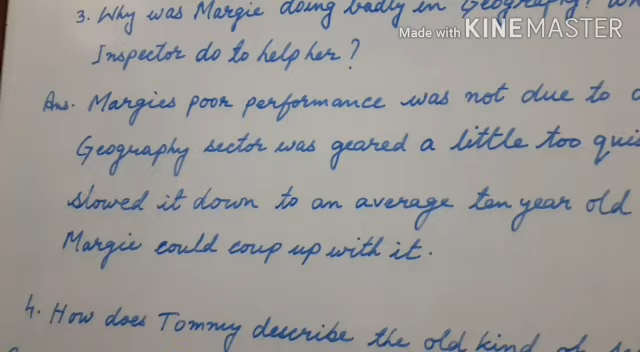 3. Why was Margie doing badly in Geography?
Made with KINEMASTER
Inspector do to help her?
Ans. Margies poor performance was not due to
Geography sector was geared a little too
slowed it down to an average ten year old
Margie could coup up with it.
4. How does Tommy describe the old kind of